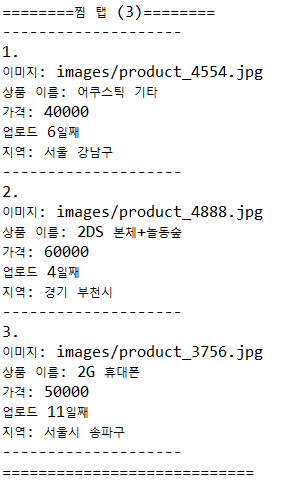 ========찜 탭 (3)========
--------------------
1.
이미지: images/product_4554.jpg
상품 이름: 어쿠스틱 기타
가격: 40000
업로드 6일째
지역: 서울 강남구
--------------------
2.
이미지: images/product_4888.jpg
상품 이름: 2DS 본체+놀동숲
가격: 60000
업로드 4일째
지역: 경기 부천시
--------------------
3.
이미지: images/product_3756.jpg
상품 이름: 2G 휴대폰
가격: 50000
업로드 11일째
지역: 서울시 송파구
--------------------
============================